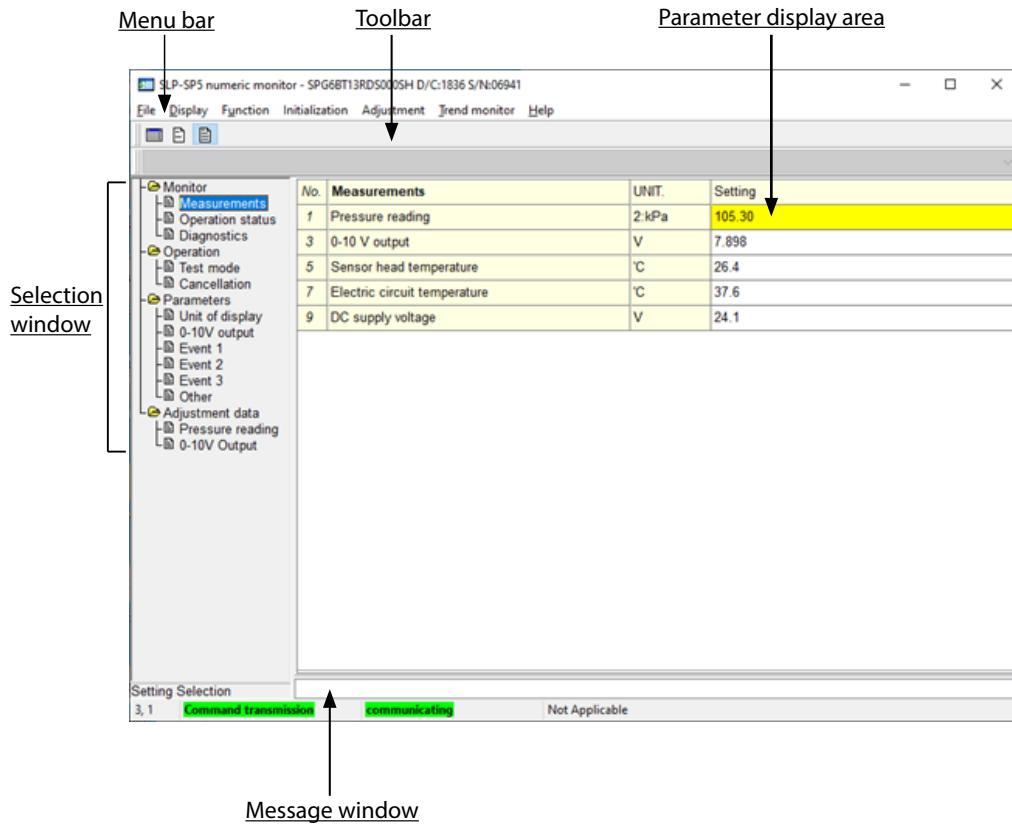 Menu bar
Toolbar
Parameter display area
SLP-SP5 numeric monitor - SPG6BT13RDS000SH D/C:1836 S/N:06941
File Display Function Initialization Adjustment Trend monitor Help
Selection
window
Monitor
Measurements
Operation status
Diagnostics
Operation
Test mode
Cancellation
Parameters
Unit of display
0-10V output
Event 1
Event 2
Event 3
Other
Adjustment data
Pressure reading
0-10V Output
No. Measurements UNIT. Setting
1 Pressure reading 2:kPa 105.30
3 0-10 V output V 7.898
5 Sensor head temperature 'C 26.4
7 Electric circuit temperature 'C 37.6
9 DC supply voltage V 24.1
Setting Selection
3, 1 Command transmission communicating Not Applicable
Message window